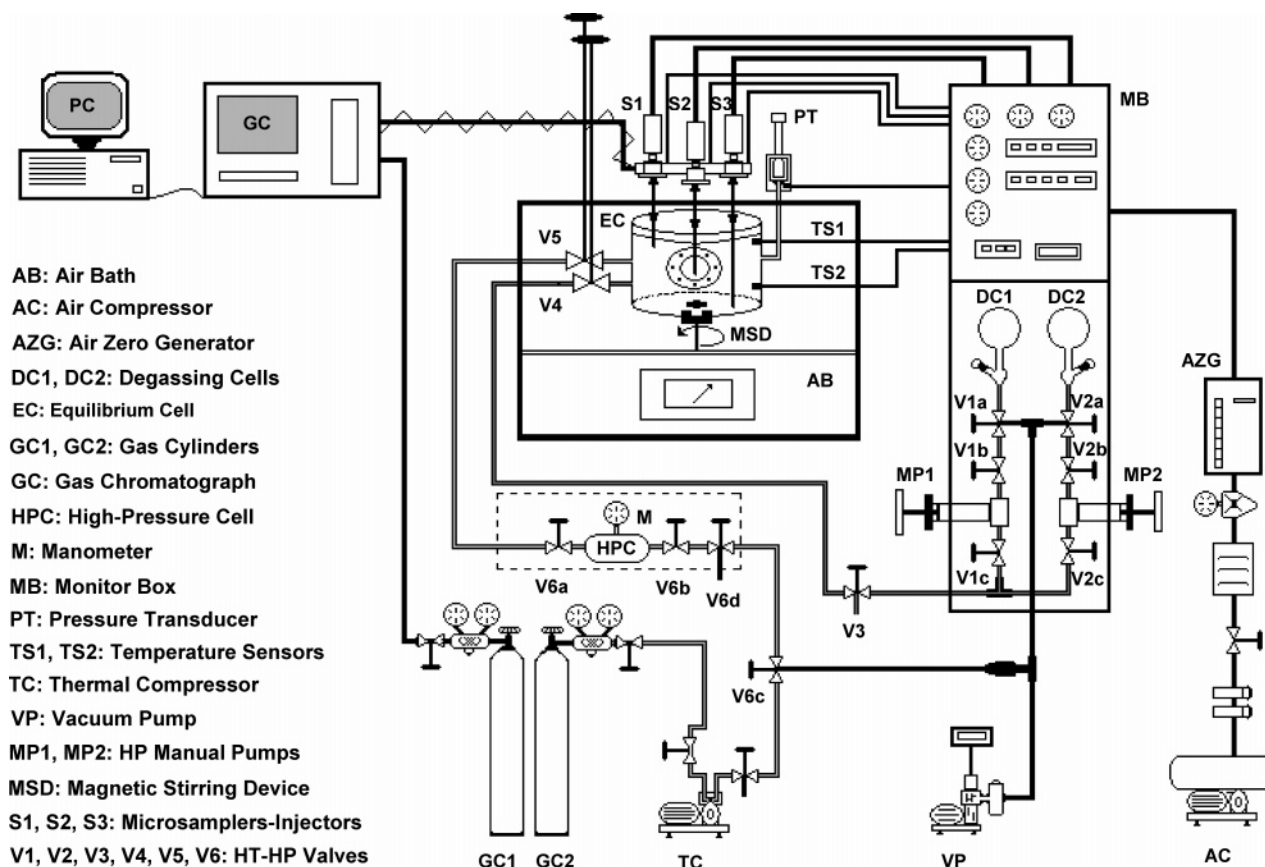 PC
GC
S1
S2
S3
PT
MB
EC
TS1
V5
TS2
V4
DC1
DC2
MSD
AB
AZG
V1a
V2a
V1b
V2b
MP1
MP2
M
HPC
V1c
V2c
V6a
V6b
V6d
V3
V6c
GC1
GC2
TC
VP
AC
AB: Air Bath
AC: Air Compressor
AZG: Air Zero Generator
DC1, DC2: Degassing Cells
EC: Equilibrium Cell
GC1, GC2: Gas Cylinders
GC: Gas Chromatograph
HPC: High-Pressure Cell
M: Manometer
MB: Monitor Box
PT: Pressure Transducer
TS1, TS2: Temperature Sensors
TC: Thermal Compressor
VP: Vacuum Pump
MP1, MP2: HP Manual Pumps
MSD: Magnetic Stirring Device
S1, S2, S3: Microsamplers-Injectors
V1, V2, V3, V4, V5, V6: HT-HP Valves